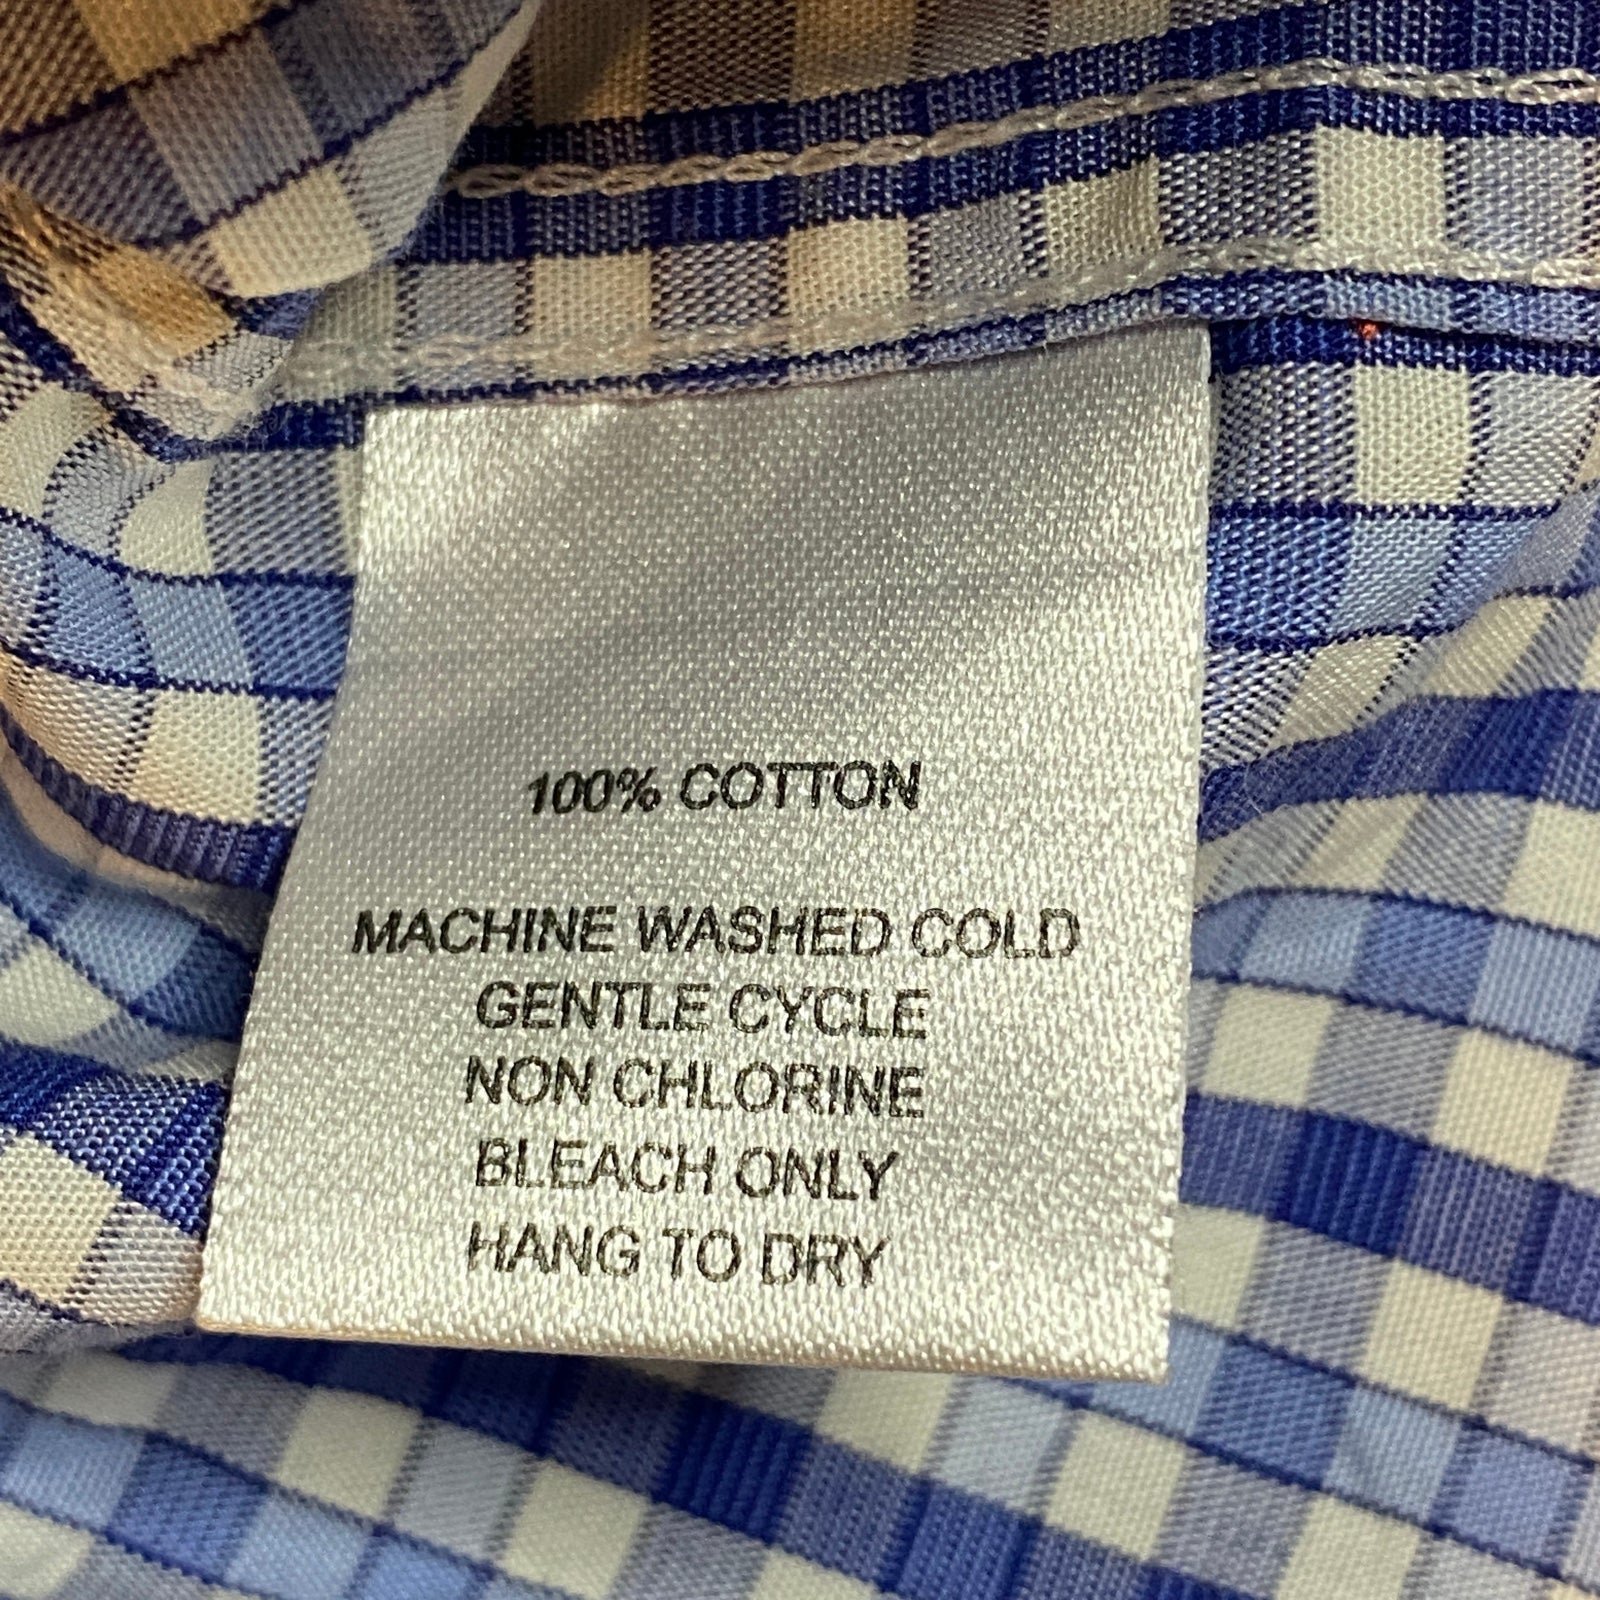 100% COTTON
MACHINE WASHED COLD
GENTLE CYCLE
NON CHLORINE
BLEACH ONLY
HANG TO DRY